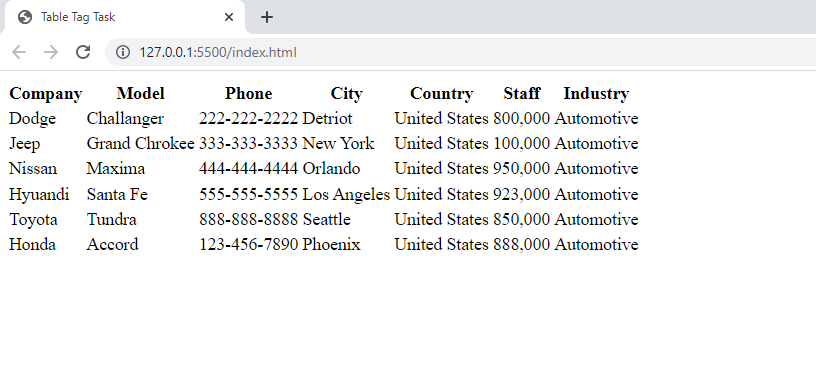 Table Tag Task
127.0.0.1:5500/index.html
Company Model Phone City Country Staff Industry
Dodge Challanger 222-222-2222 Detriot United States 800,000 Automotive
Jeep Grand Chrokee 333-333-3333 New York United States 100,000 Automotive
Nissan Maxima 444-444-4444 Orlando United States 950,000 Automotive
Hyuandi Santa Fe 555-555-5555 Los Angeles United States 923,000 Automotive
Toyota Tundra 888-888-8888 Seattle United States 850,000 Automotive
Honda Accord 123-456-7890 Phoenix United States 888,000 Automotive